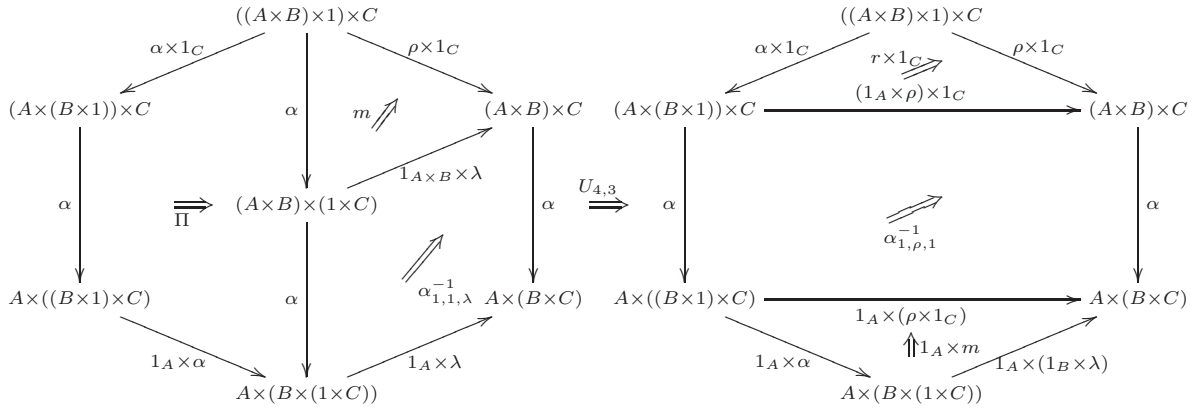 ((A×B)×1)×C ((A×B)×1)×C
α×1_C ρ×1_C α×1_C r×1_C ρ×1_C
(A×(B×1))×C α m (A×B)×C (A×(B×1))×C (1_A×ρ)×1_C (A×B)×C
1_{A×B}×λ
α Π (A×B)×(1×C) α U_{4,3} α α^{-1}_{1,ρ,1} α
α α^{-1}_{1,1,λ}
A×((B×1)×C) A×(B×C) A×((B×1)×C) 1_A×(ρ×1_C) A×(B×C)
1_A×α 1_A×λ 1_A×α 1_A×m 1_A×(1_B×λ)
A×(B×(1×C)) A×(B×(1×C))